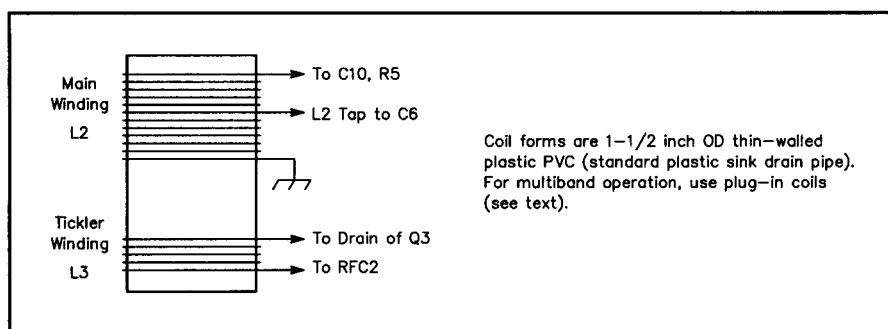 Main
Winding
L2
To C10, R5
L2 Tap to C6
Coil forms are 1-1/2 inch OD thin-walled
plastic PVC (standard plastic sink drain pipe).
For multiband operation, use plug-in coils
(see text).
Tickler
Winding
L3
To Drain of Q3
To RFC2